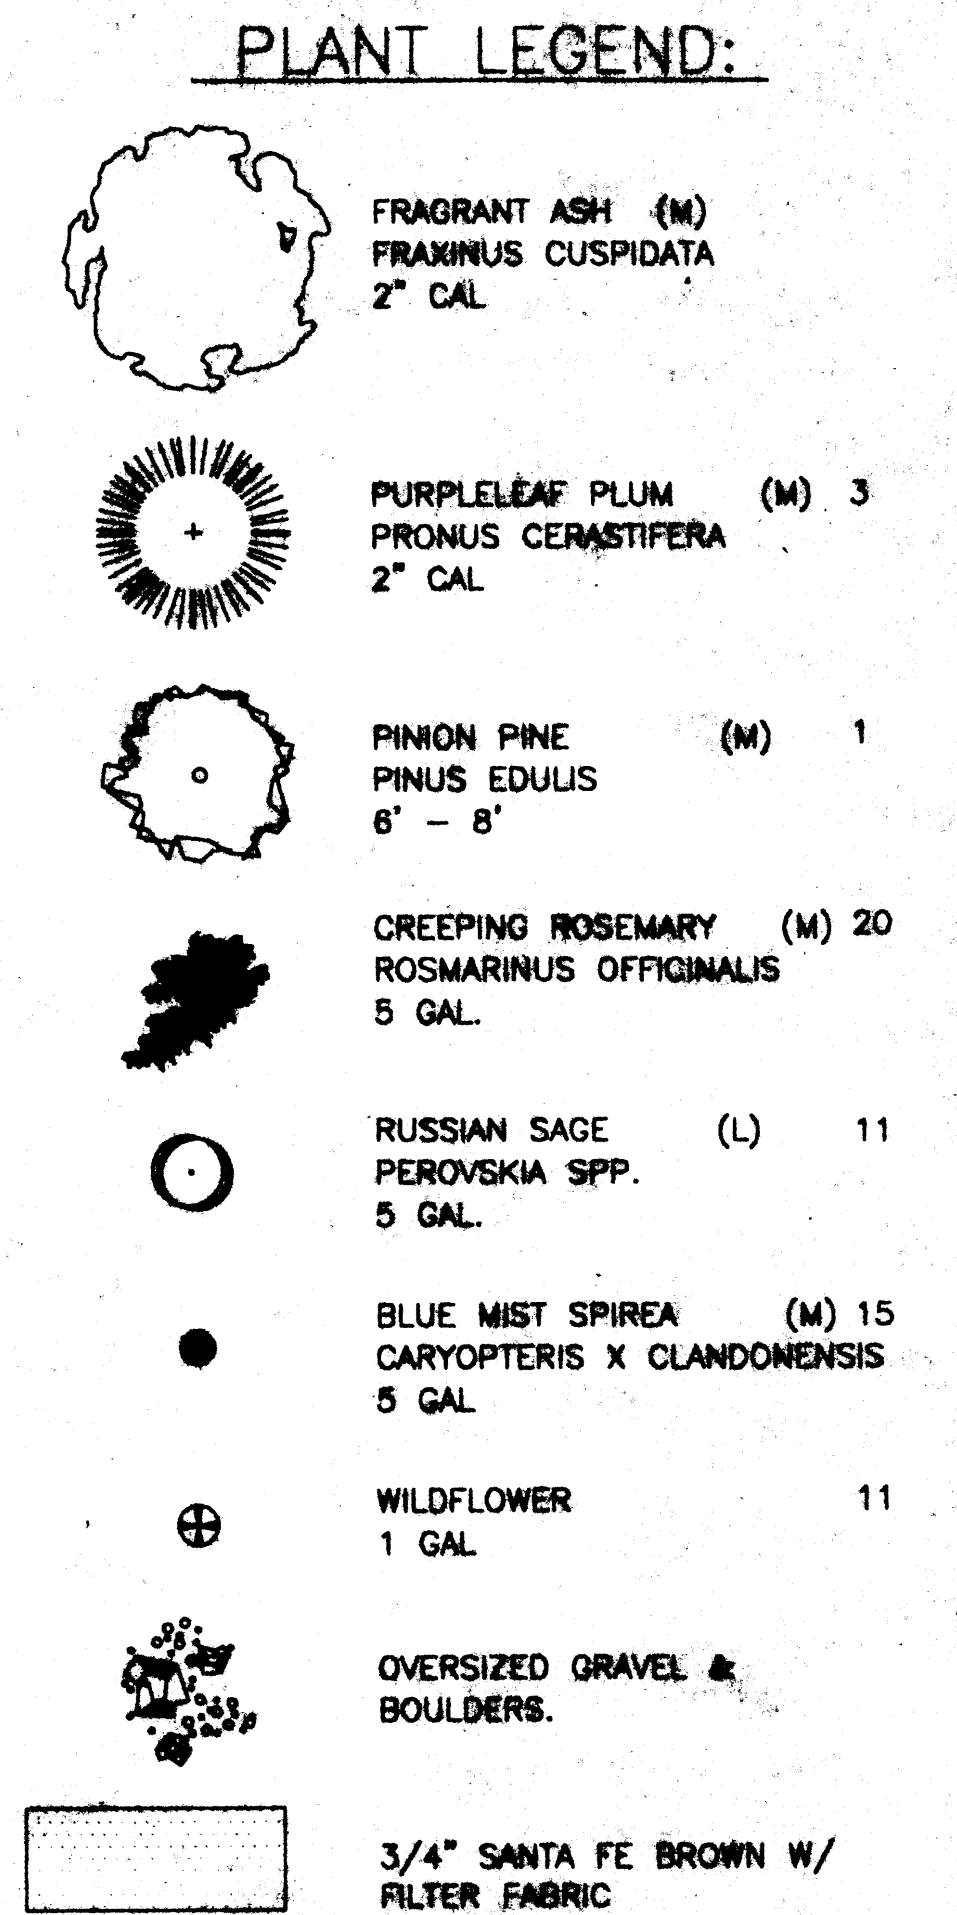 PLANT LEGEND:
FRAGRANT ASH (M)
FRAXINUS CUSPIDATA
2" CAL
PURPLELEAF PLUM (M) 3
PRONUS CERASTIFERA
2" CAL
PINION PINE (M) 1
PINUS EDULIS
6' - 8'
CREEPING ROSEMARY (M) 20
ROSMARINUS OFFICINALIS
5 GAL.
RUSSIAN SAGE (L) 11
PEROVSKIA SPP.
5 GAL.
BLUE MIST SPIREA (M) 15
CARYOPTERIS X CLANDONENSIS
5 GAL
WILDFLOWER 11
1 GAL
OVERSIZED GRAVEL &
BOULDERS.
3/4" SANTA FE BROWN W/
FILTER FABRIC